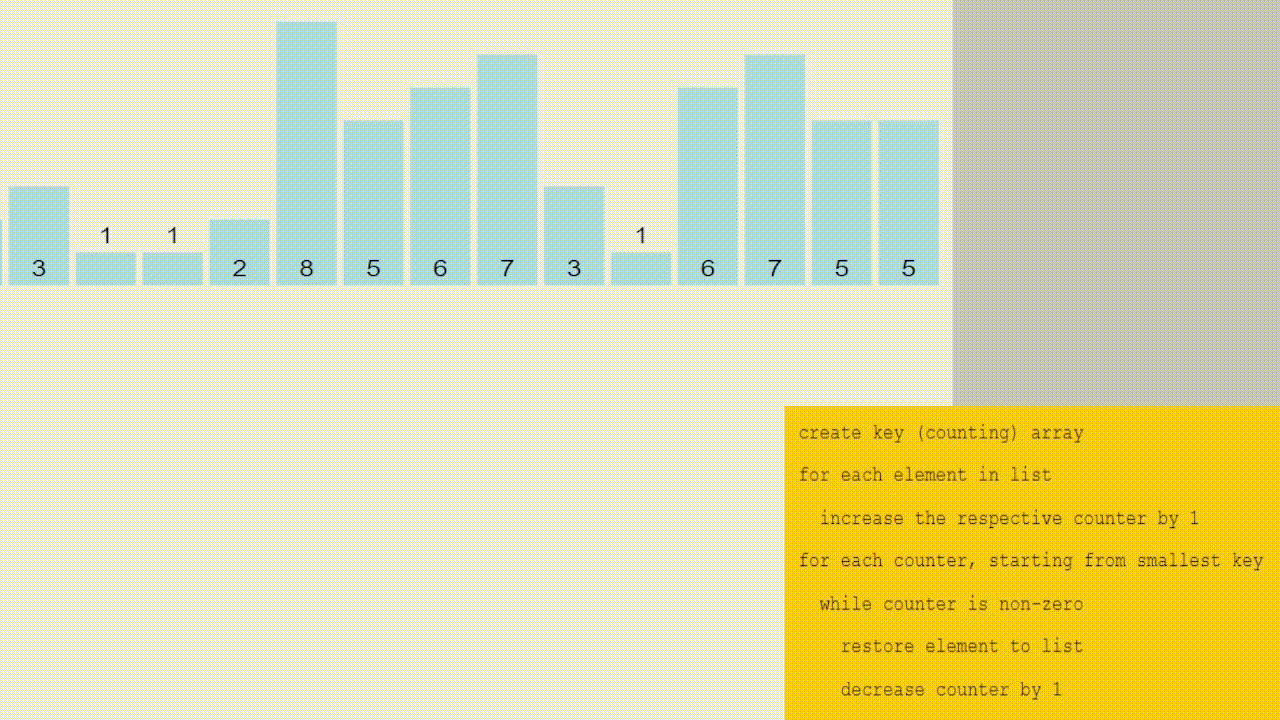 1 1 1
3 2 8 5 6 7 3 6 7 5 5
create key (counting) array
for each element in list
increase the respective counter by 1
for each counter, starting from smallest key
while counter is non-zero
restore element to list
decrease counter by 1